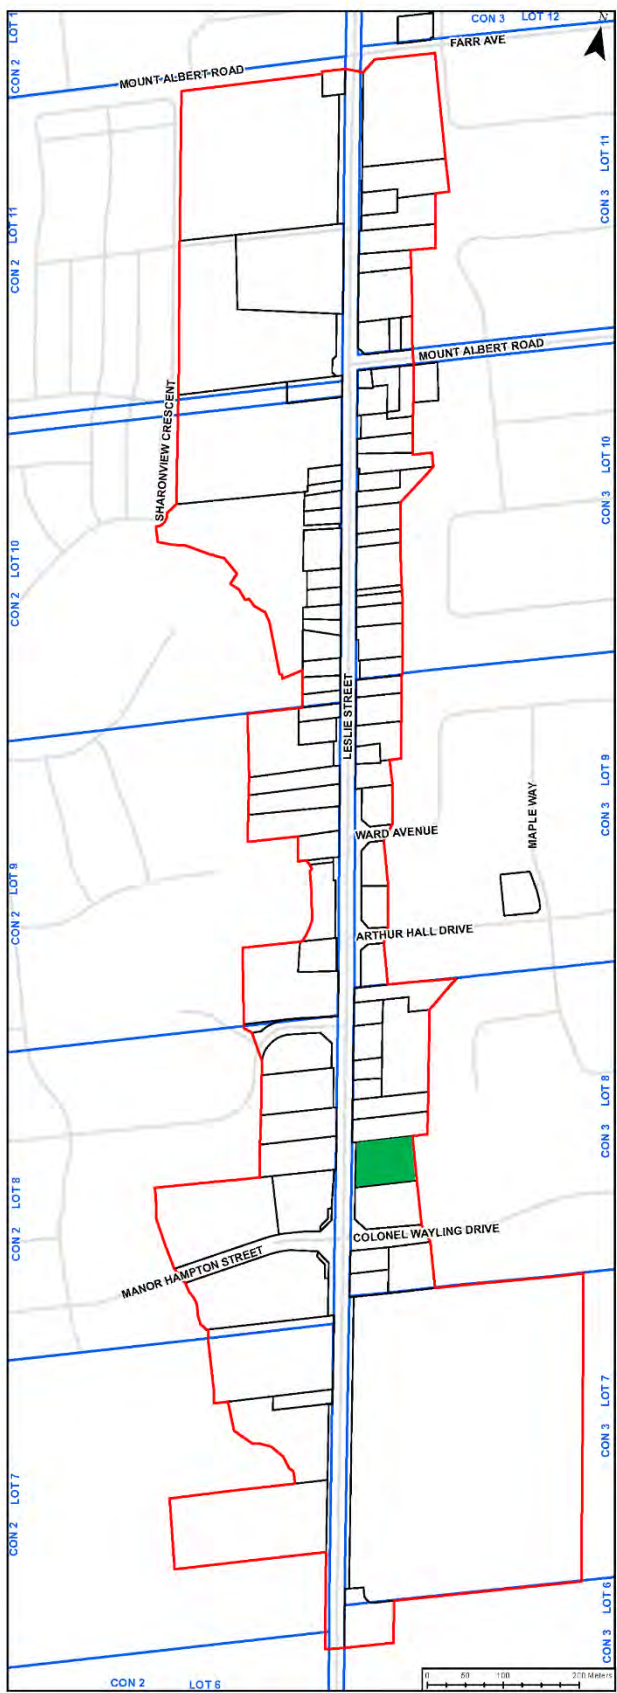 CON 3 LOT 12
N
FARR AVE
CON 2 LOT 1
MOUNT ALBERT ROAD
CON 3 LOT 11
CON 2 LOT 11
MOUNT ALBERT ROAD
SHARONVIEW CRESCENT
CON 3 LOT 10
CON 2 LOT 10
LESLIE STREET
CON 3 LOT 9
MAPLE WAY
WARD AVENUE
CON 2 LOT 9
ARTHUR HALL DRIVE
CON 3 LOT 8
CON 2 LOT 8
COLONEL WAYLING DRIVE
MANOR HAMPTON STREET
CON 3 LOT 7
CON 2 LOT 7
CON 3 LOT 6
CON 2 LOT 6
0 50 100 200 Meters